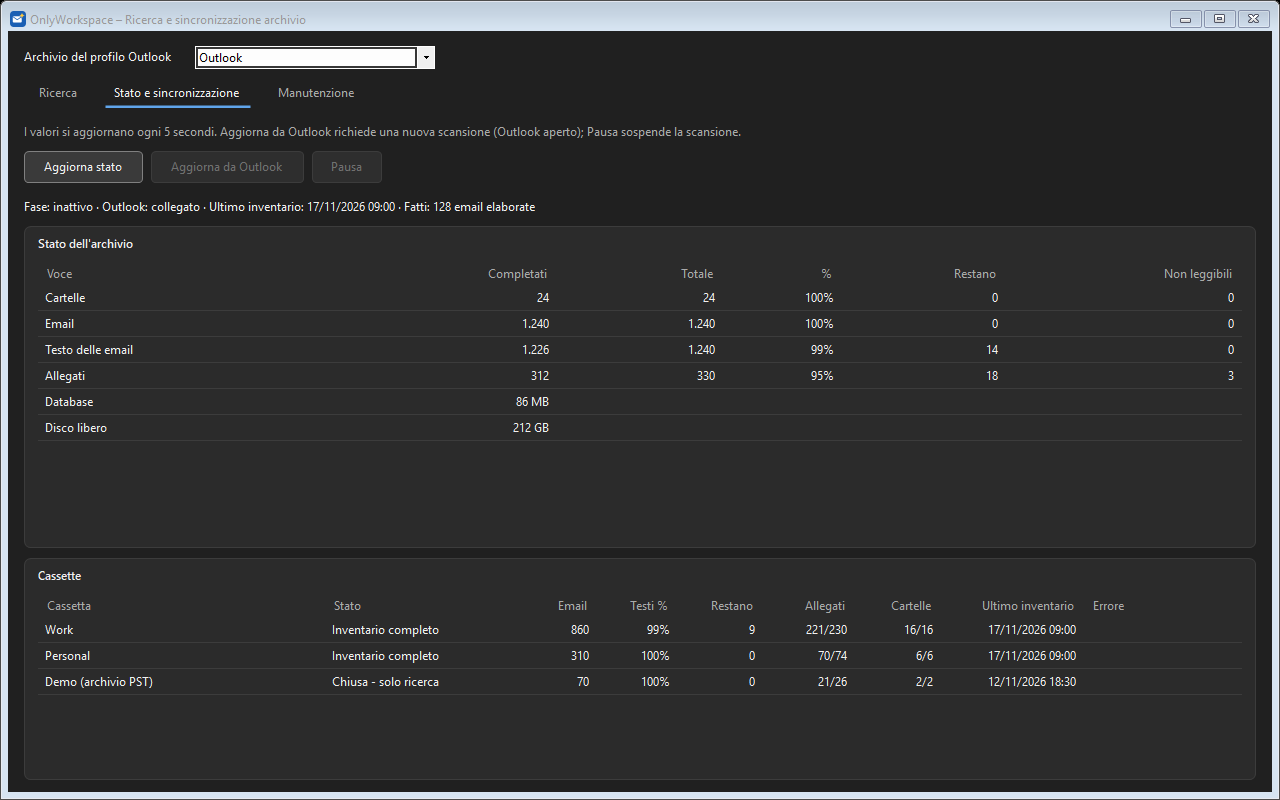 OnlyWorkspace – Ricerca e sincronizzazione archivio
Archivio del profilo Outlook Outlook
Ricerca Stato e sincronizzazione Manutenzione
I valori si aggiornano ogni 5 secondi. Aggiorna da Outlook richiede una nuova scansione (Outlook aperto); Pausa sospende la scansione.
Aggiorna stato Aggiorna da Outlook Pausa
Fase: inattivo · Outlook: collegato · Ultimo inventario: 17/11/2026 09:00 · Fatti: 128 email elaborate
Stato dell'archivio
Voce Completati Totale % Restano Non leggibili
Cartelle 24 24 100% 0 0
Email 1.240 1.240 100% 0 0
Testo delle email 1.226 1.240 99% 14 0
Allegati 312 330 95% 18 3
Database 86 MB
Disco libero 212 GB
Cassette
Cassetta Stato Email Testi % Restano Allegati Cartelle Ultimo inventario Errore
Work Inventario completo 860 99% 9 221/230 16/16 17/11/2026 09:00
Personal Inventario completo 310 100% 0 70/74 6/6 17/11/2026 09:00
Demo (archivio PST) Chiusa - solo ricerca 70 100% 0 21/26 2/2 12/11/2026 18:30